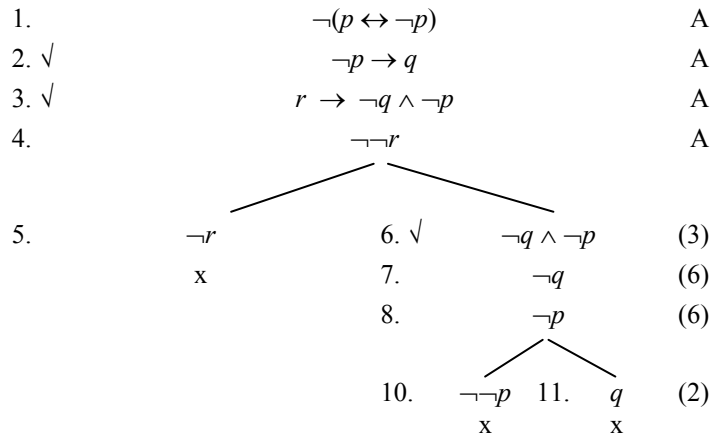 1. ¬(p ↔ ¬p) A
2. √ ¬p → q A
3. √ r → ¬q ∧ ¬p A
4. ¬¬r A
5. ¬r 6. √ ¬q ∧ ¬p (3)
x 7. ¬q (6)
8. ¬p (6)
10. ¬¬p 11. q (2)
x x